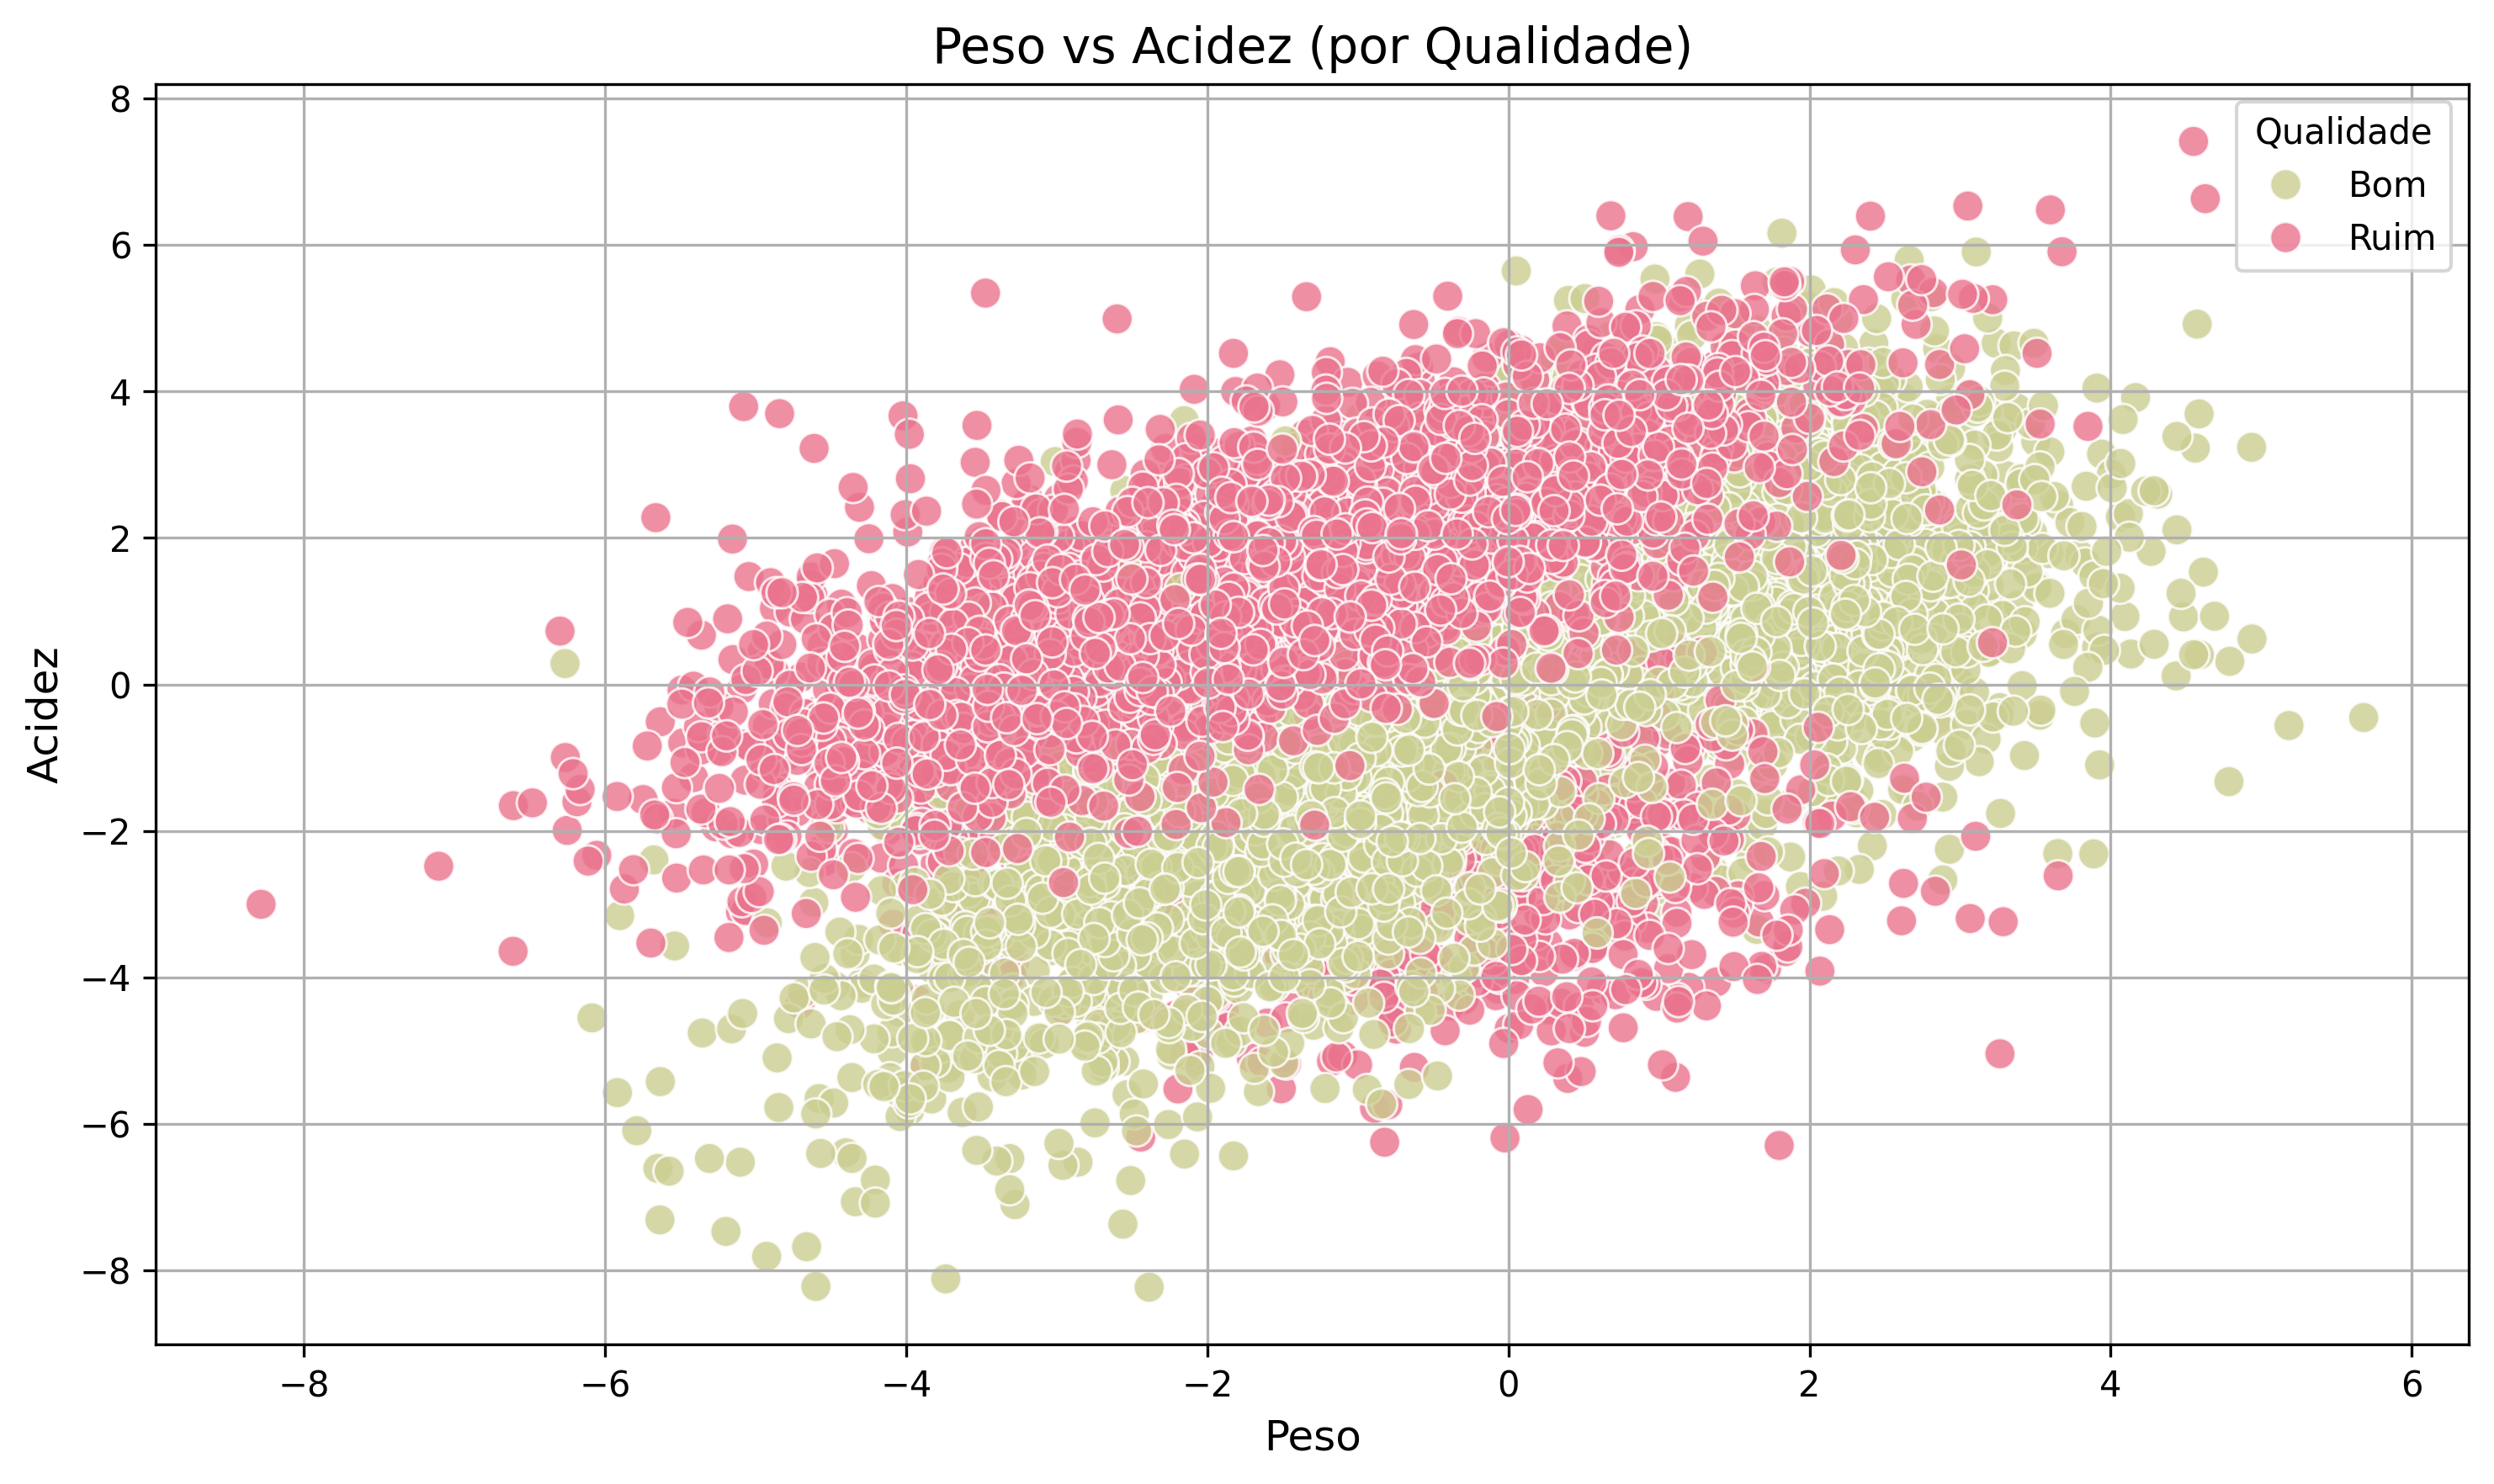 Peso vs Acidez (por Qualidade)
Qualidade
Bom
Ruim
Acidez
8
6
4
2
0
−2
−4
−6
−8
−8 −6 −4 −2 0 2 4 6
Peso